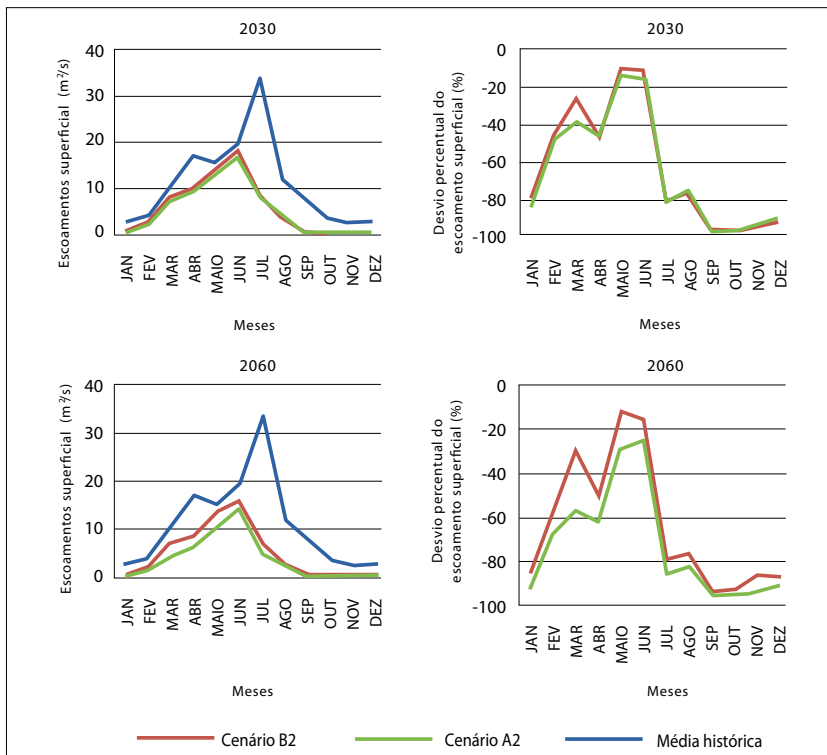 2030
Escoamentos superficial (m²/s)
40
30
20
10
0
JAN FEV MAR ABR MAIO JUN JUL AGO SEP OUT NOV DEZ
Meses
2030
Desvio percentual do
escoamento superficial (%)
0
-20
-40
-60
-80
-100
JAN FEV MAR ABR MAIO JUN JUL AGO SEP OUT NOV DEZ
Meses
2060
Escoamentos superficial (m²/s)
40
30
20
10
0
JAN FEV MAR ABR MAIO JUN JUL AGO SEP OUT NOV DEZ
Meses
2060
Desvio percentual do
escoamento superficial (%)
0
-20
-40
-60
-80
-100
JAN FEV MAR ABR MAIO JUN JUL AGO SEP OUT NOV DEZ
Meses
Cenário B2 Cenário A2 Média histórica